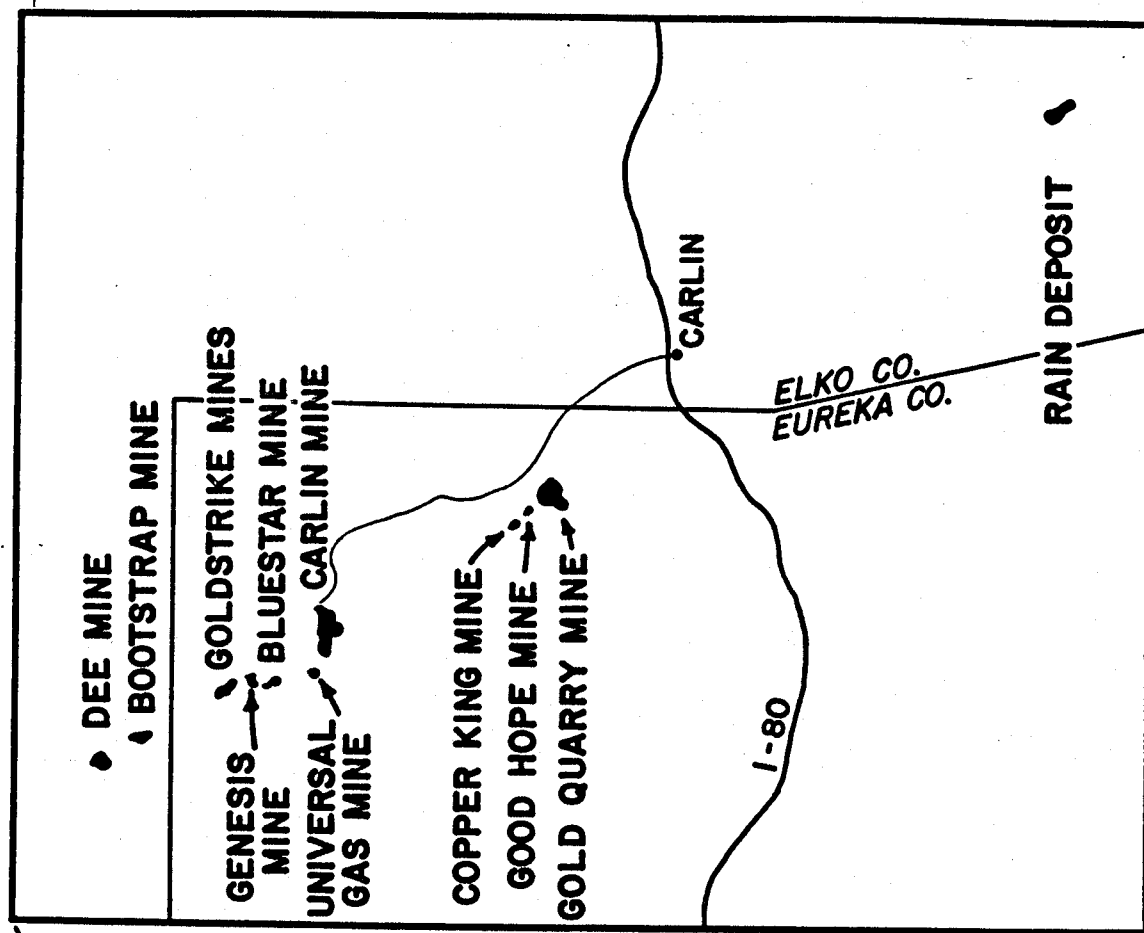 DEE MINE
BOOTSTRAP MINE
GOLDSTRIKE MINES
BLUESTAR MINE
CARLIN MINE
GENESIS
MINE
UNIVERSAL
GAS MINE
COPPER KING MINE
GOOD HOPE MINE
GOLD QUARRY MINE
CARLIN
I-80
ELKO CO.
EUREKA CO.
RAIN DEPOSIT